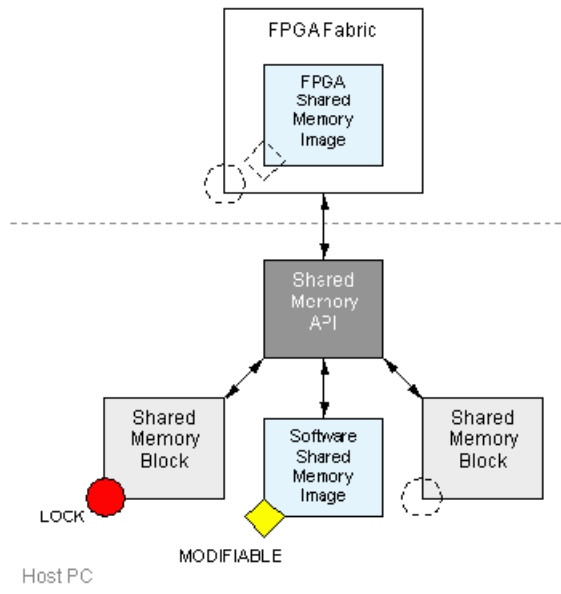 FPGA Fabric
FPGA
Shared
Memory
Image
Shared
Memory
API
Shared
Memory
Block
Software
Shared
Memory
Image
Shared
Memory
Block
LOCK
MODIFIABLE
Host PC